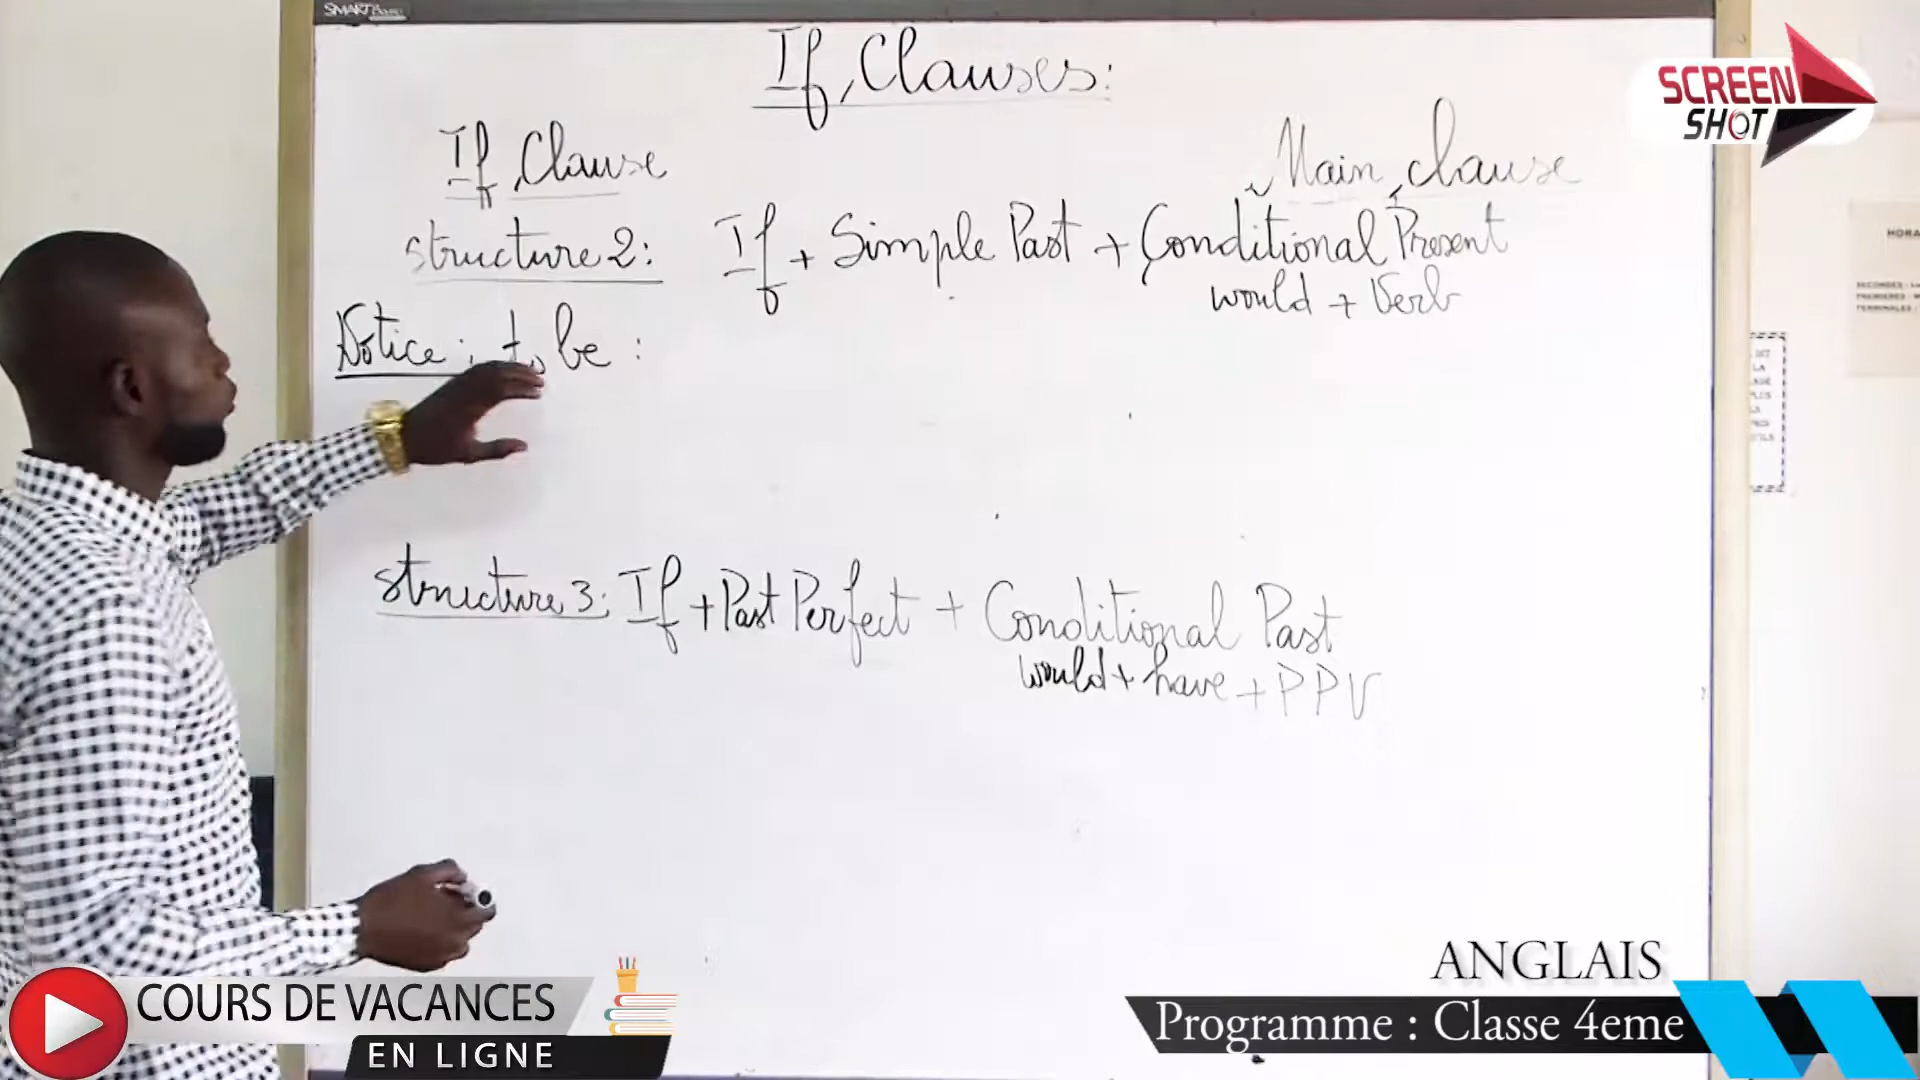 SMART
If, Clauses:
SCREEN
SHOT
If, Clause
Main, clause
structure 2: If + Simple Past + Conditional Present
would + Verb
Notice: to be :
HORA
structure 3: If + Past Perfect + Conditional Past
would + have + PPV
ANGLAIS
Programme : Classe 4eme
COURS DE VACANCES
EN LIGNE